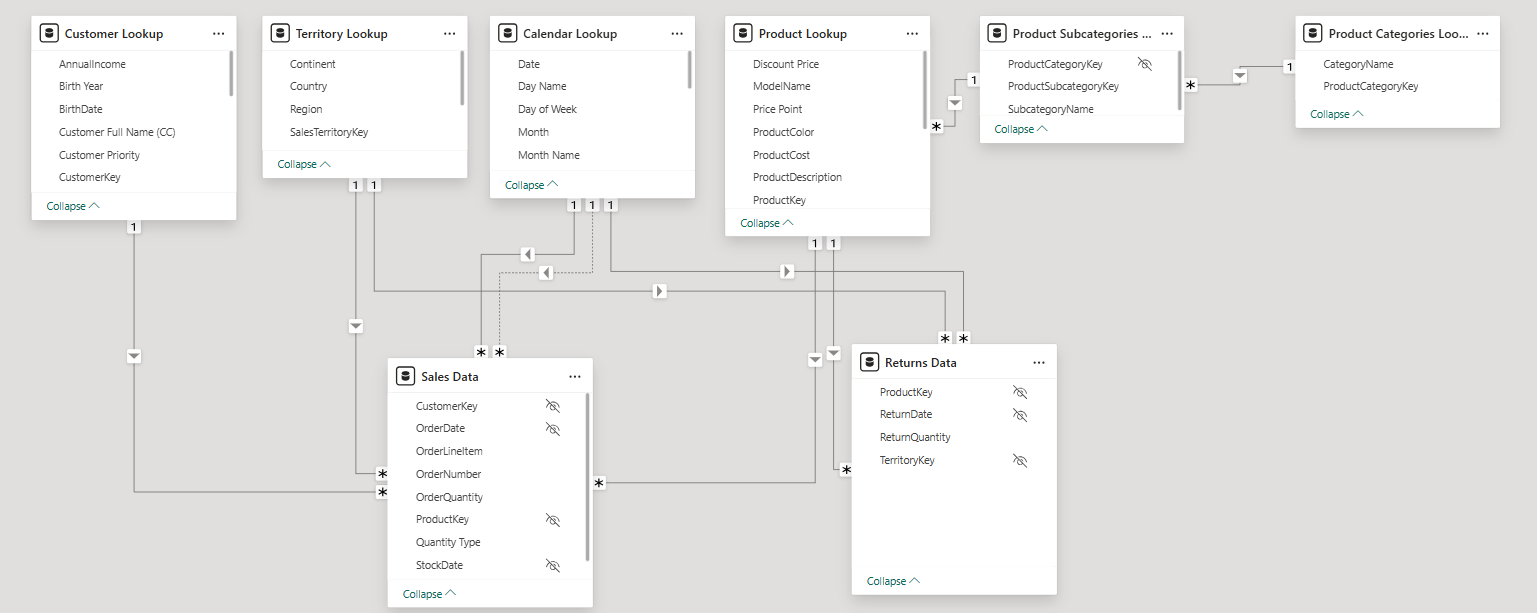 Customer Lookup
AnnualIncome
Birth Year
BirthDate
Customer Full Name (CC)
Customer Priority
CustomerKey
Collapse
1
Territory Lookup
Continent
Country
Region
SalesTerritoryKey
Collapse
1 1
Calendar Lookup
Date
Day Name
Day of Week
Month
Month Name
Collapse
1 1 1
Product Lookup
Discount Price
ModelName
Price Point
ProductColor
ProductCost
ProductDescription
ProductKey
Collapse
1 1
*
1
Product Subcategories ...
ProductCategoryKey
ProductSubcategoryKey
SubcategoryName
Collapse
*
1
Product Categories Loo...
CategoryName
ProductCategoryKey
Collapse
* *
Sales Data
CustomerKey
OrderDate
OrderLineItem
OrderNumber
OrderQuantity
ProductKey
Quantity Type
StockDate
Collapse
*
*
*
* *
Returns Data
ProductKey
ReturnDate
ReturnQuantity
TerritoryKey
Collapse
*